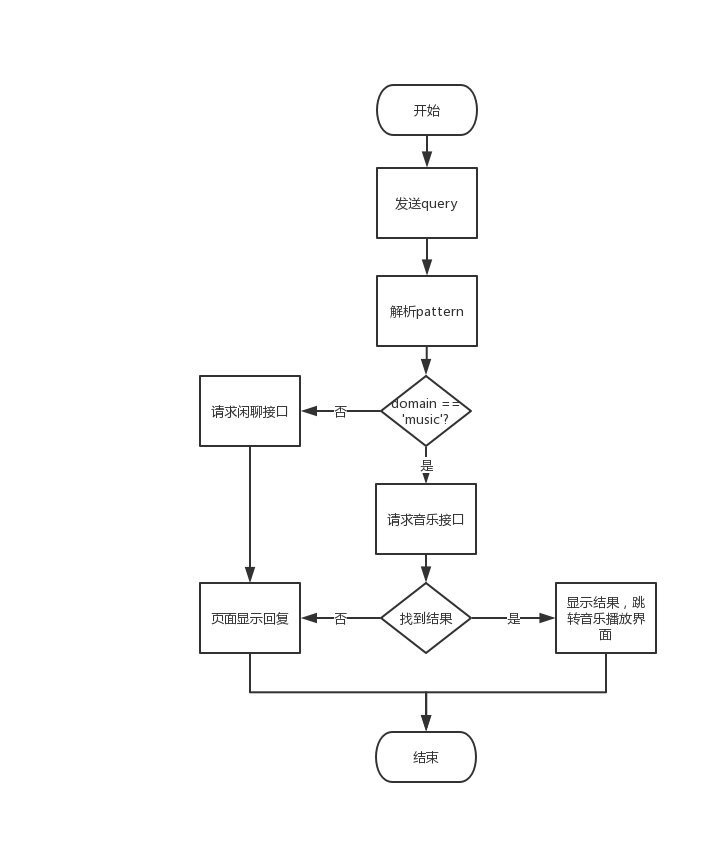 开始
发送query
解析pattern
请求闲聊接口
否
domain ==
'music'?
是
请求音乐接口
页面显示回复
否
找到结果
是
显示结果，跳
转音乐播放界
面
结束